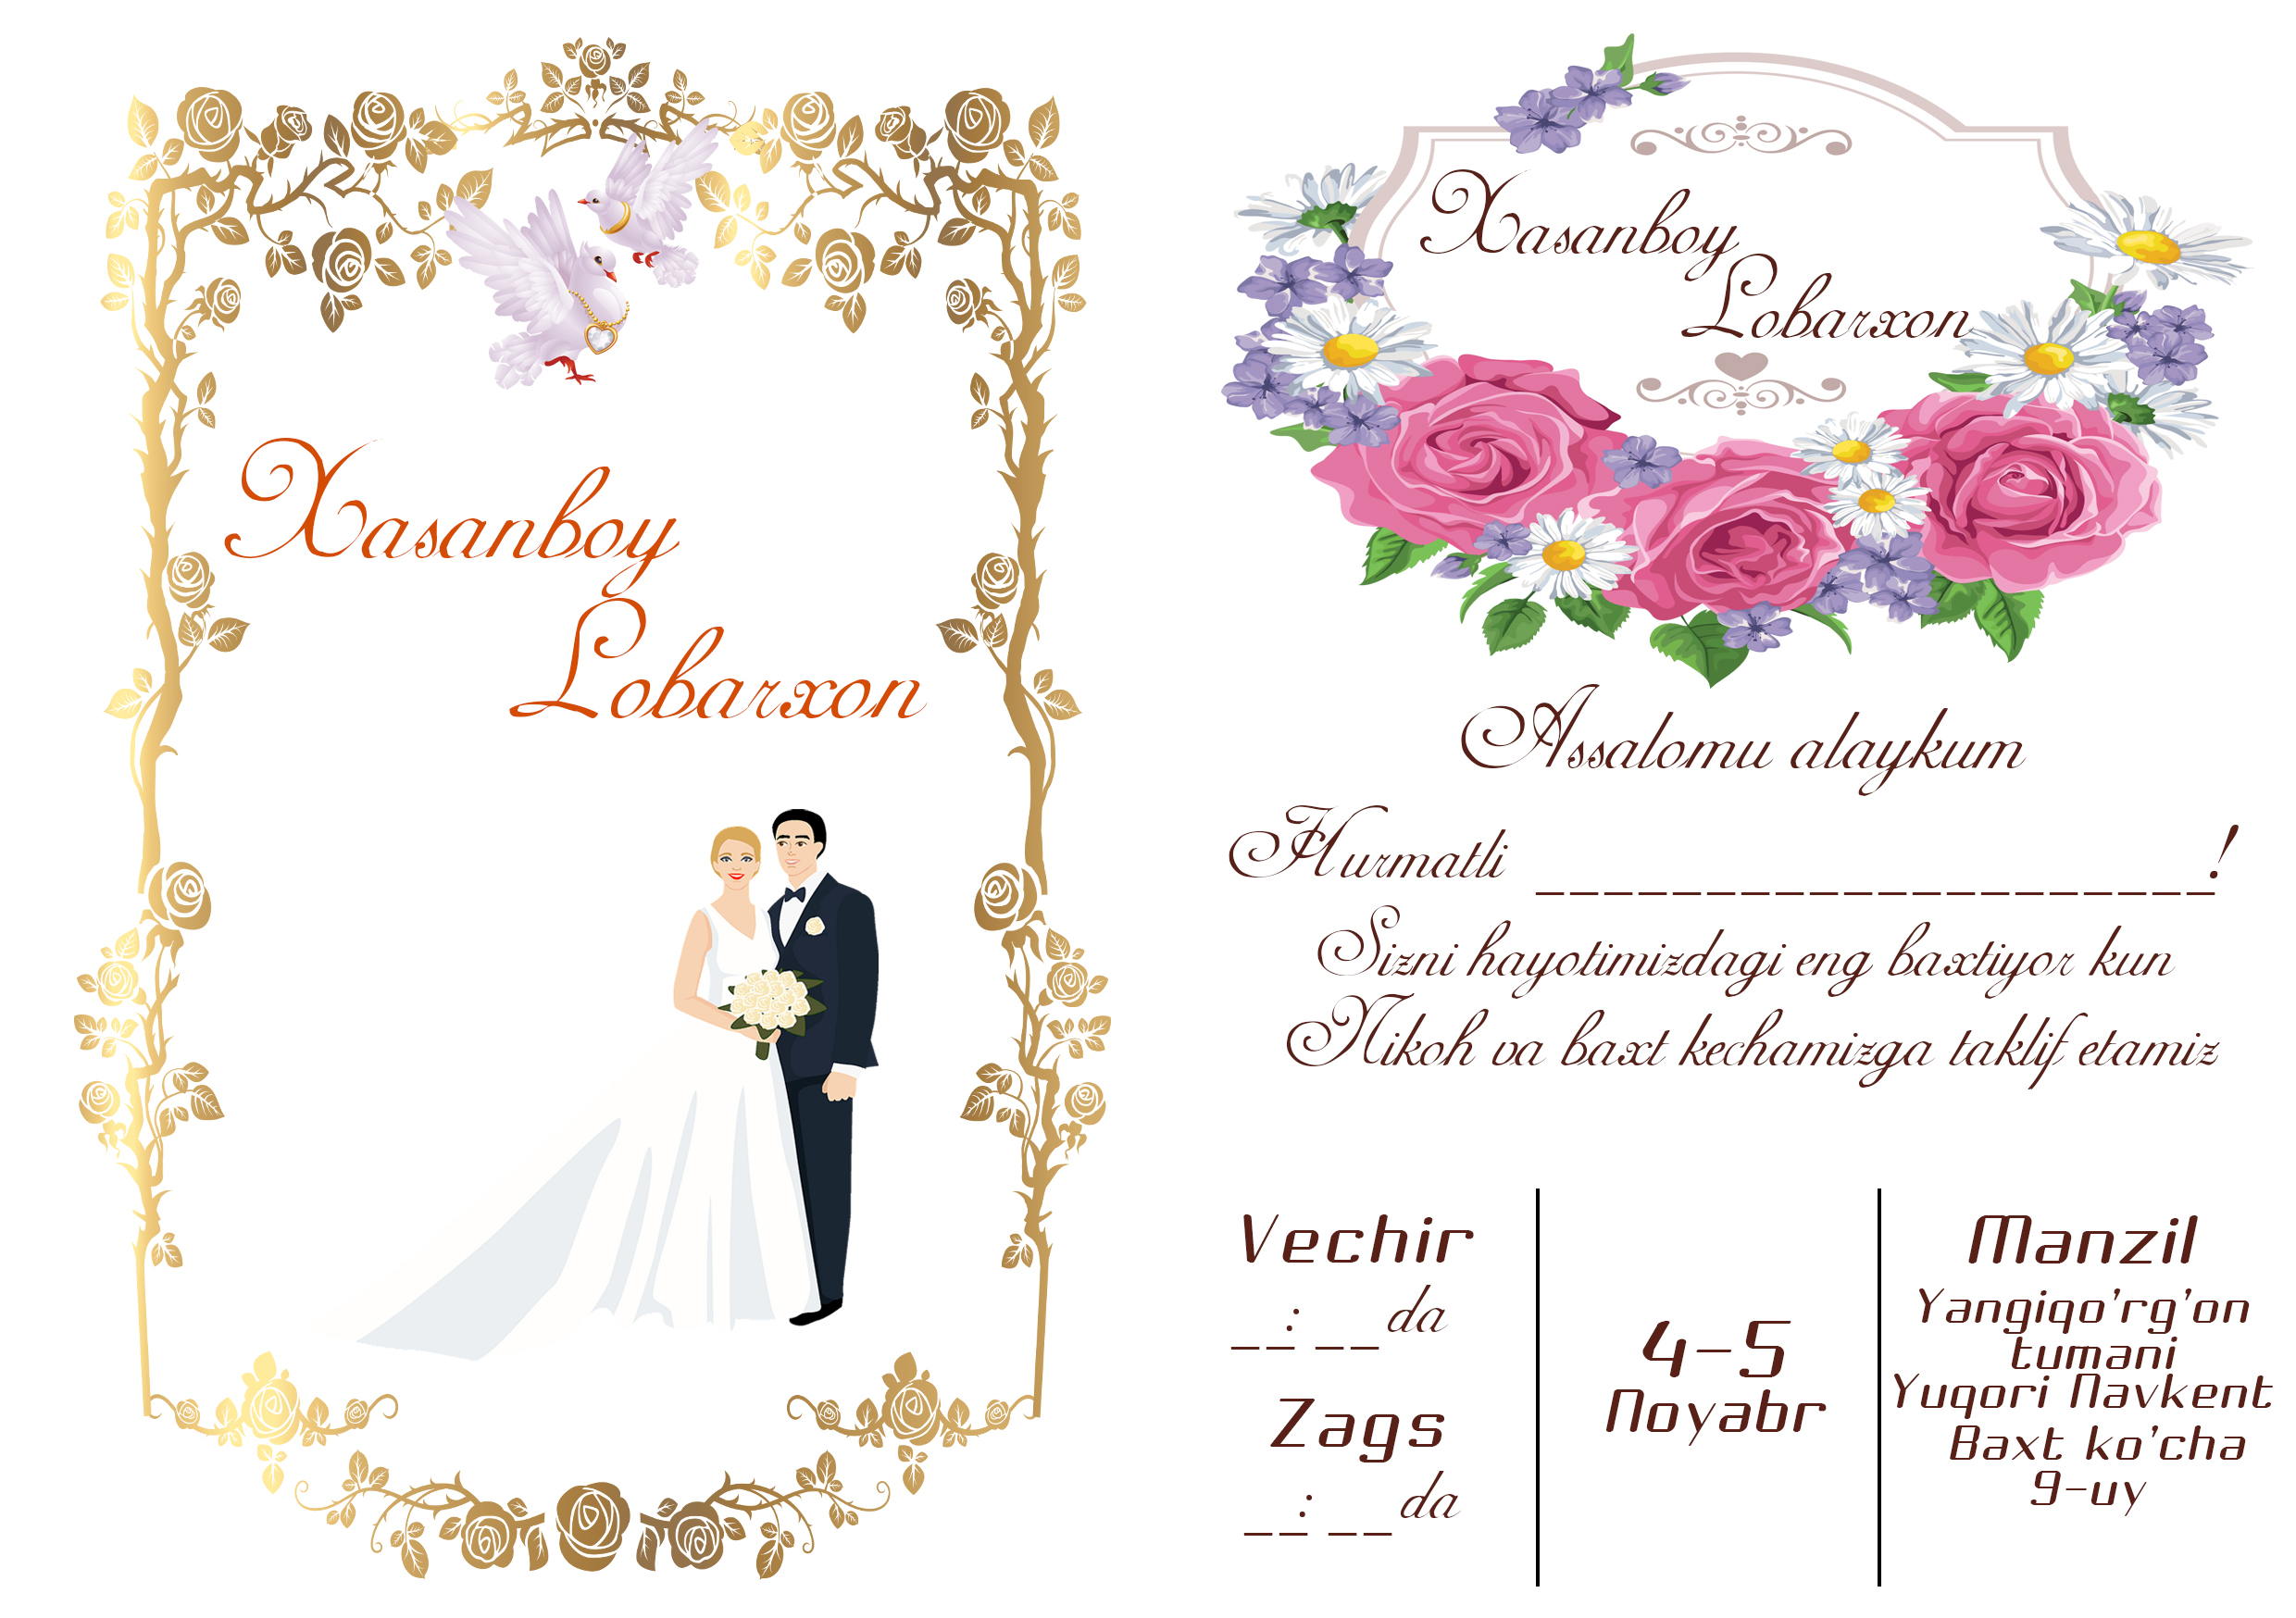 Xasanboy
Lobarxon
Xasanboy
Lobarxon
Assalomu alaykum
Hurmatli ____________________!
Sizni hayotimizdagi eng baxtiyor kun
Nikoh va baxt kechamizga taklif etamiz
Vechir
__:__da
Zags
__:__da
4-5
Noyabr
Manzil
Yangiqo'rg'on
tumani
Yuqori Navkent
Baxt ko'cha
9-uy